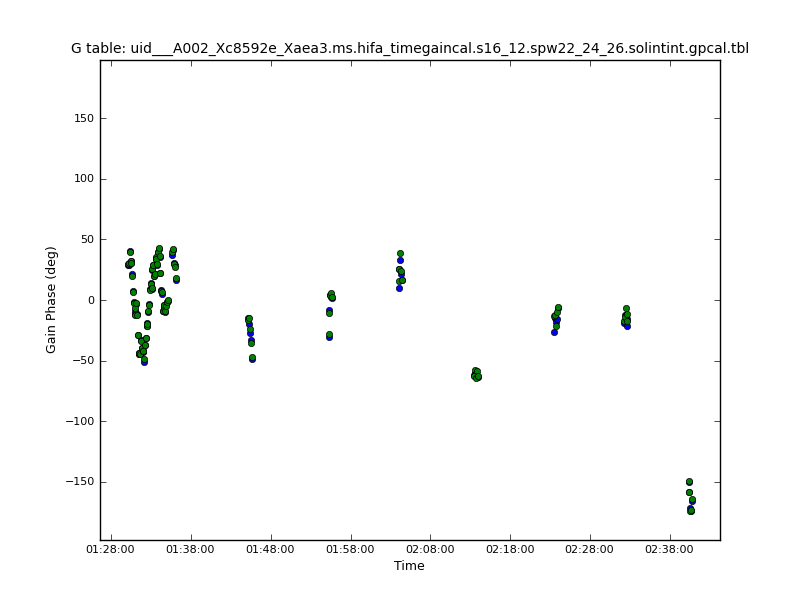 G table: uid___A002_Xc8592e_Xaea3.ms.hifa_timegaincal.s16_12.spw22_24_26.solintint.gpcal.tbl
Gain Phase (deg)
150
100
50
0
−50
−100
−150
01:28:00 01:38:00 01:48:00 01:58:00 02:08:00 02:18:00 02:28:00 02:38:00
Time